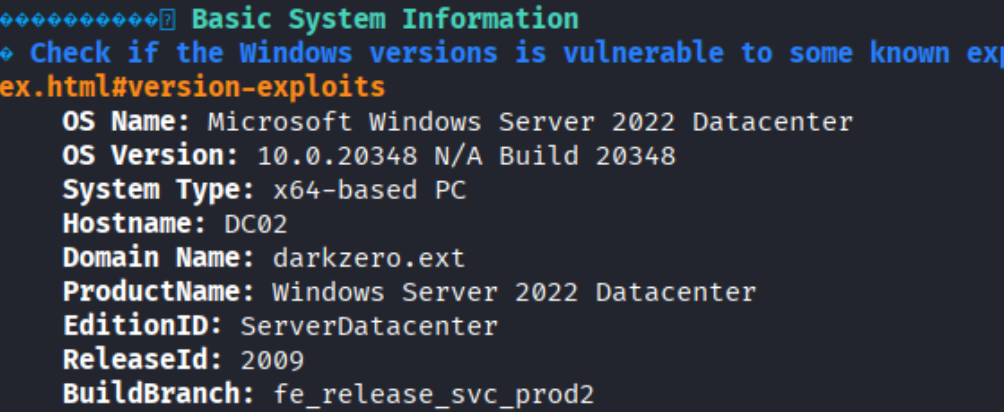 Basic System Information
Check if the Windows versions is vulnerable to some known exp
ex.html#version-exploits
OS Name: Microsoft Windows Server 2022 Datacenter
OS Version: 10.0.20348 N/A Build 20348
System Type: x64-based PC
Hostname: DC02
Domain Name: darkzero.ext
ProductName: Windows Server 2022 Datacenter
EditionID: ServerDatacenter
ReleaseId: 2009
BuildBranch: fe_release_svc_prod2